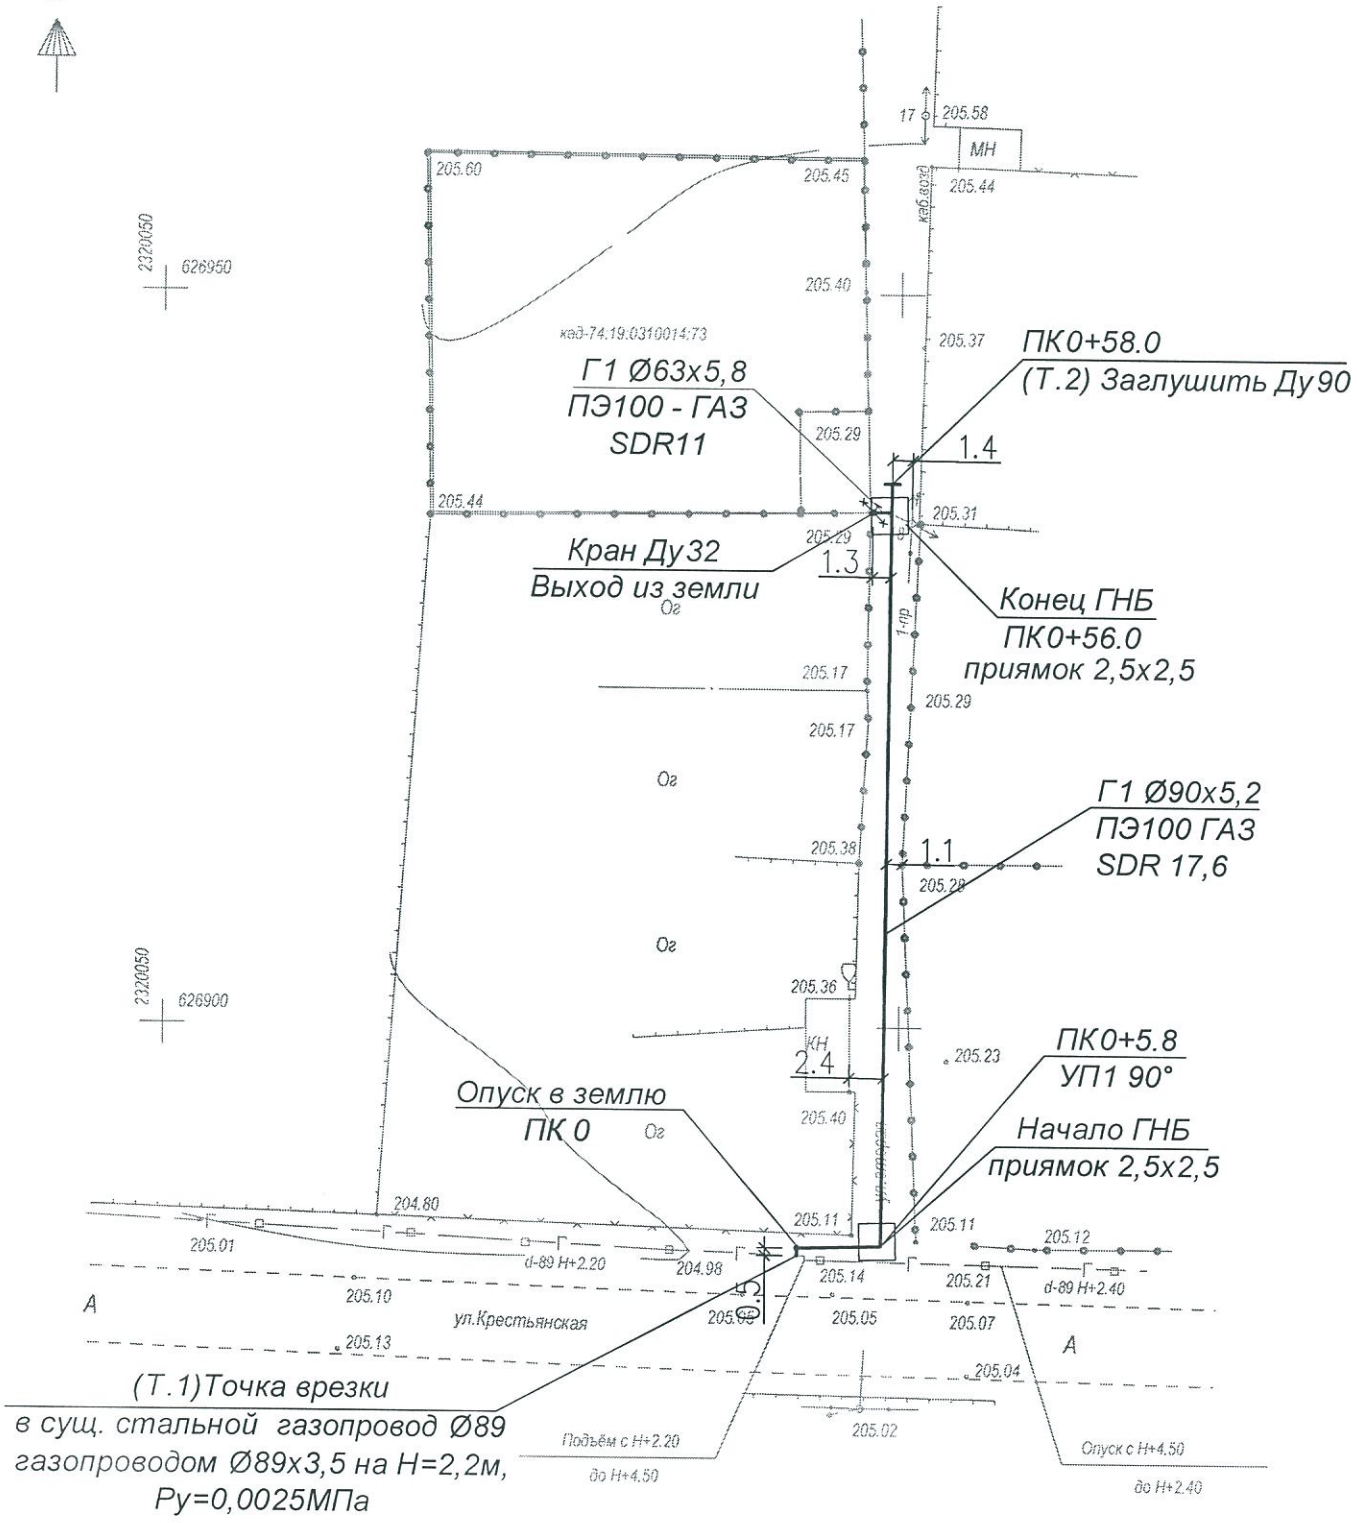 17
205.58
МН
205.60
205.45
205.44
каб.возд
2320050
626950
205.40
205.37
кад-74:19:0310014:73
ПК0+58.0
(Т.2) Заглушить Ду90
Г1 Ø63х5,8
ПЭ100 - ГАЗ
SDR11
205.29
1.4
205.44
205.31
205.29
Кран Ду32
Выход из земли
1.3
Ог
Конец ГНБ
ПК0+56.0
приямок 2,5х2,5
1-пр
205.17
205.29
205.17
Ог
Г1 Ø90х5,2
ПЭ100 ГАЗ
SDR 17,6
205.38
1.1
205.28
Ог
2320050
626900
205.36
КН
2.4
205.23
ПК0+5.8
УП1 90°
Опуск в землю
ПК 0
Ог
205.40
Начало ГНБ
приямок 2,5х2,5
204.80
205.11
205.11
205.12
205.01
Г
Г
Г
Г
Г
Г
d-89 Н+2.20
204.98
0.5
205.14
205.21
d-89 Н+2.40
А
205.10
ул.Крестьянская
205.05
205.05
205.07
205.13
А
205.04
(Т.1)Точка врезки
в сущ. стальной газопровод Ø89
газопроводом Ø89х3,5 на Н=2,2м,
Ру=0,0025МПа
205.02
Подъём с Н+2.20
до Н+4.50
Опуск с Н+4.50
до Н+2.40